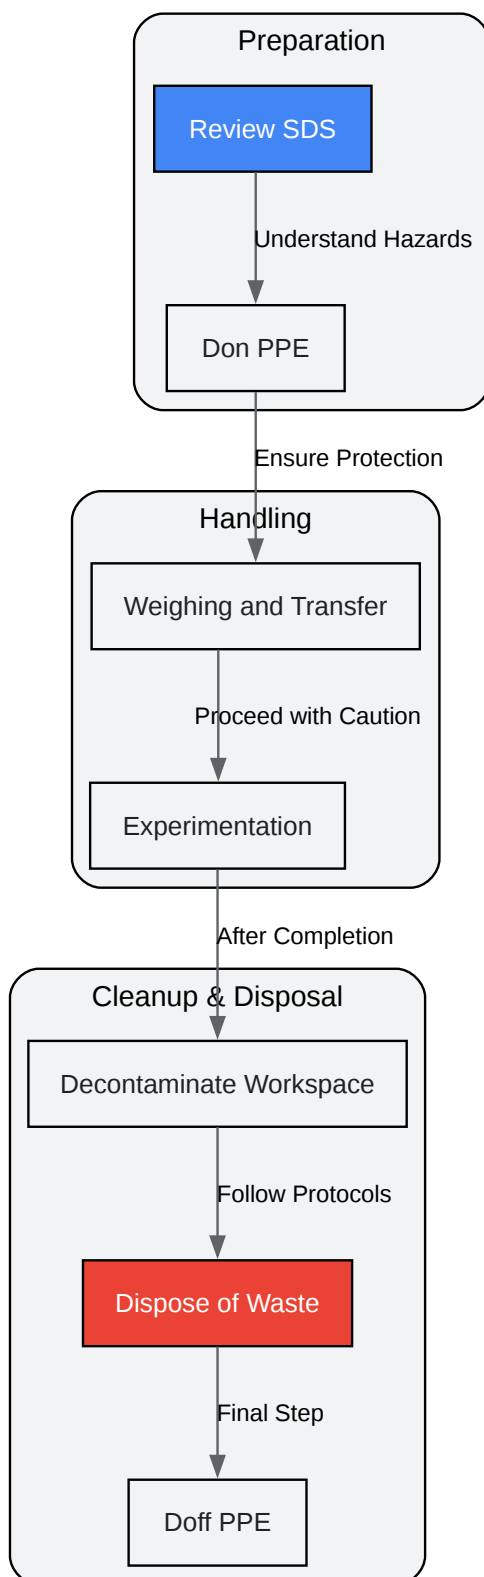 Preparation
Review SDS
Understand Hazards
Don PPE
Ensure Protection
Handling
Weighing and Transfer
Proceed with Caution
Experimentation
After Completion
Cleanup & Disposal
Decontaminate Workspace
Follow Protocols
Dispose of Waste
Final Step
Doff PPE